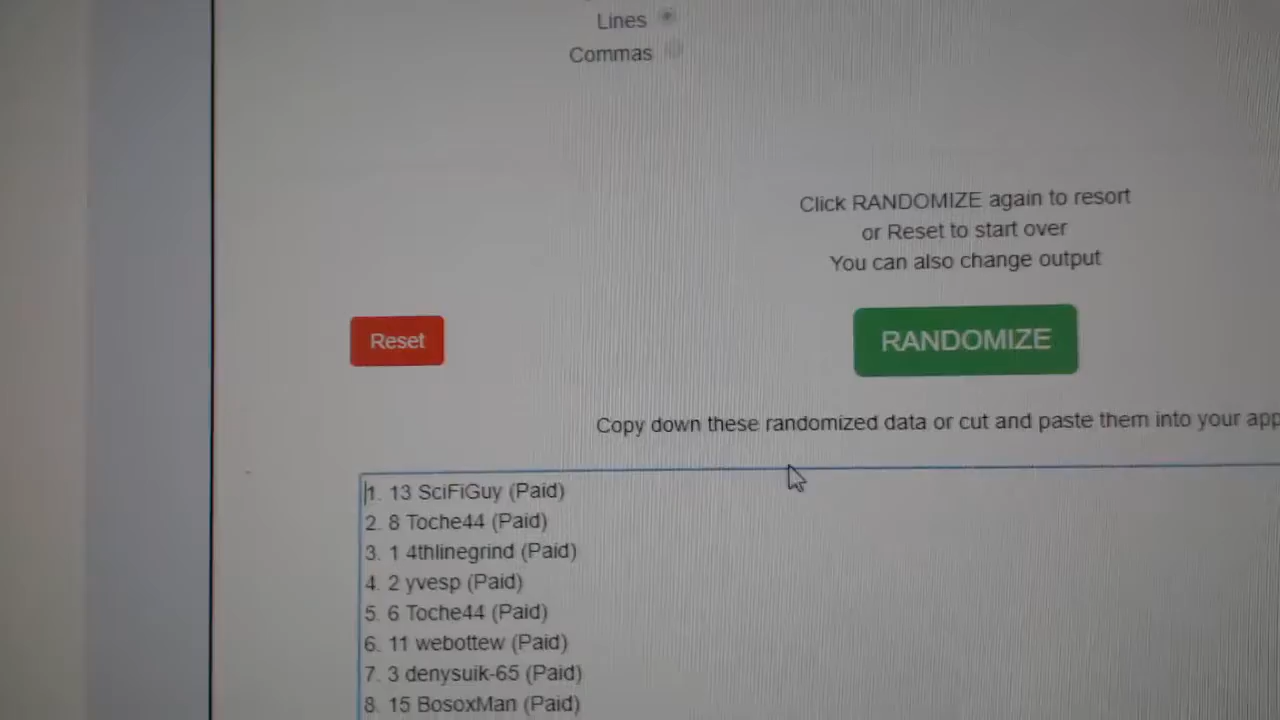 Lines
Commas
Click RANDOMIZE again to resort
or Reset to start over
You can also change output
Reset
RANDOMIZE
Copy down these randomized data or cut and paste them into your app
1. 13 SciFiGuy (Paid)
2. 8 Toche44 (Paid)
3. 1 4thlinegrind (Paid)
4. 2 yvesp (Paid)
5. 6 Toche44 (Paid)
6. 11 webottew (Paid)
7. 3 denysuik-65 (Paid)
8. 15 BosoxMan (Paid)